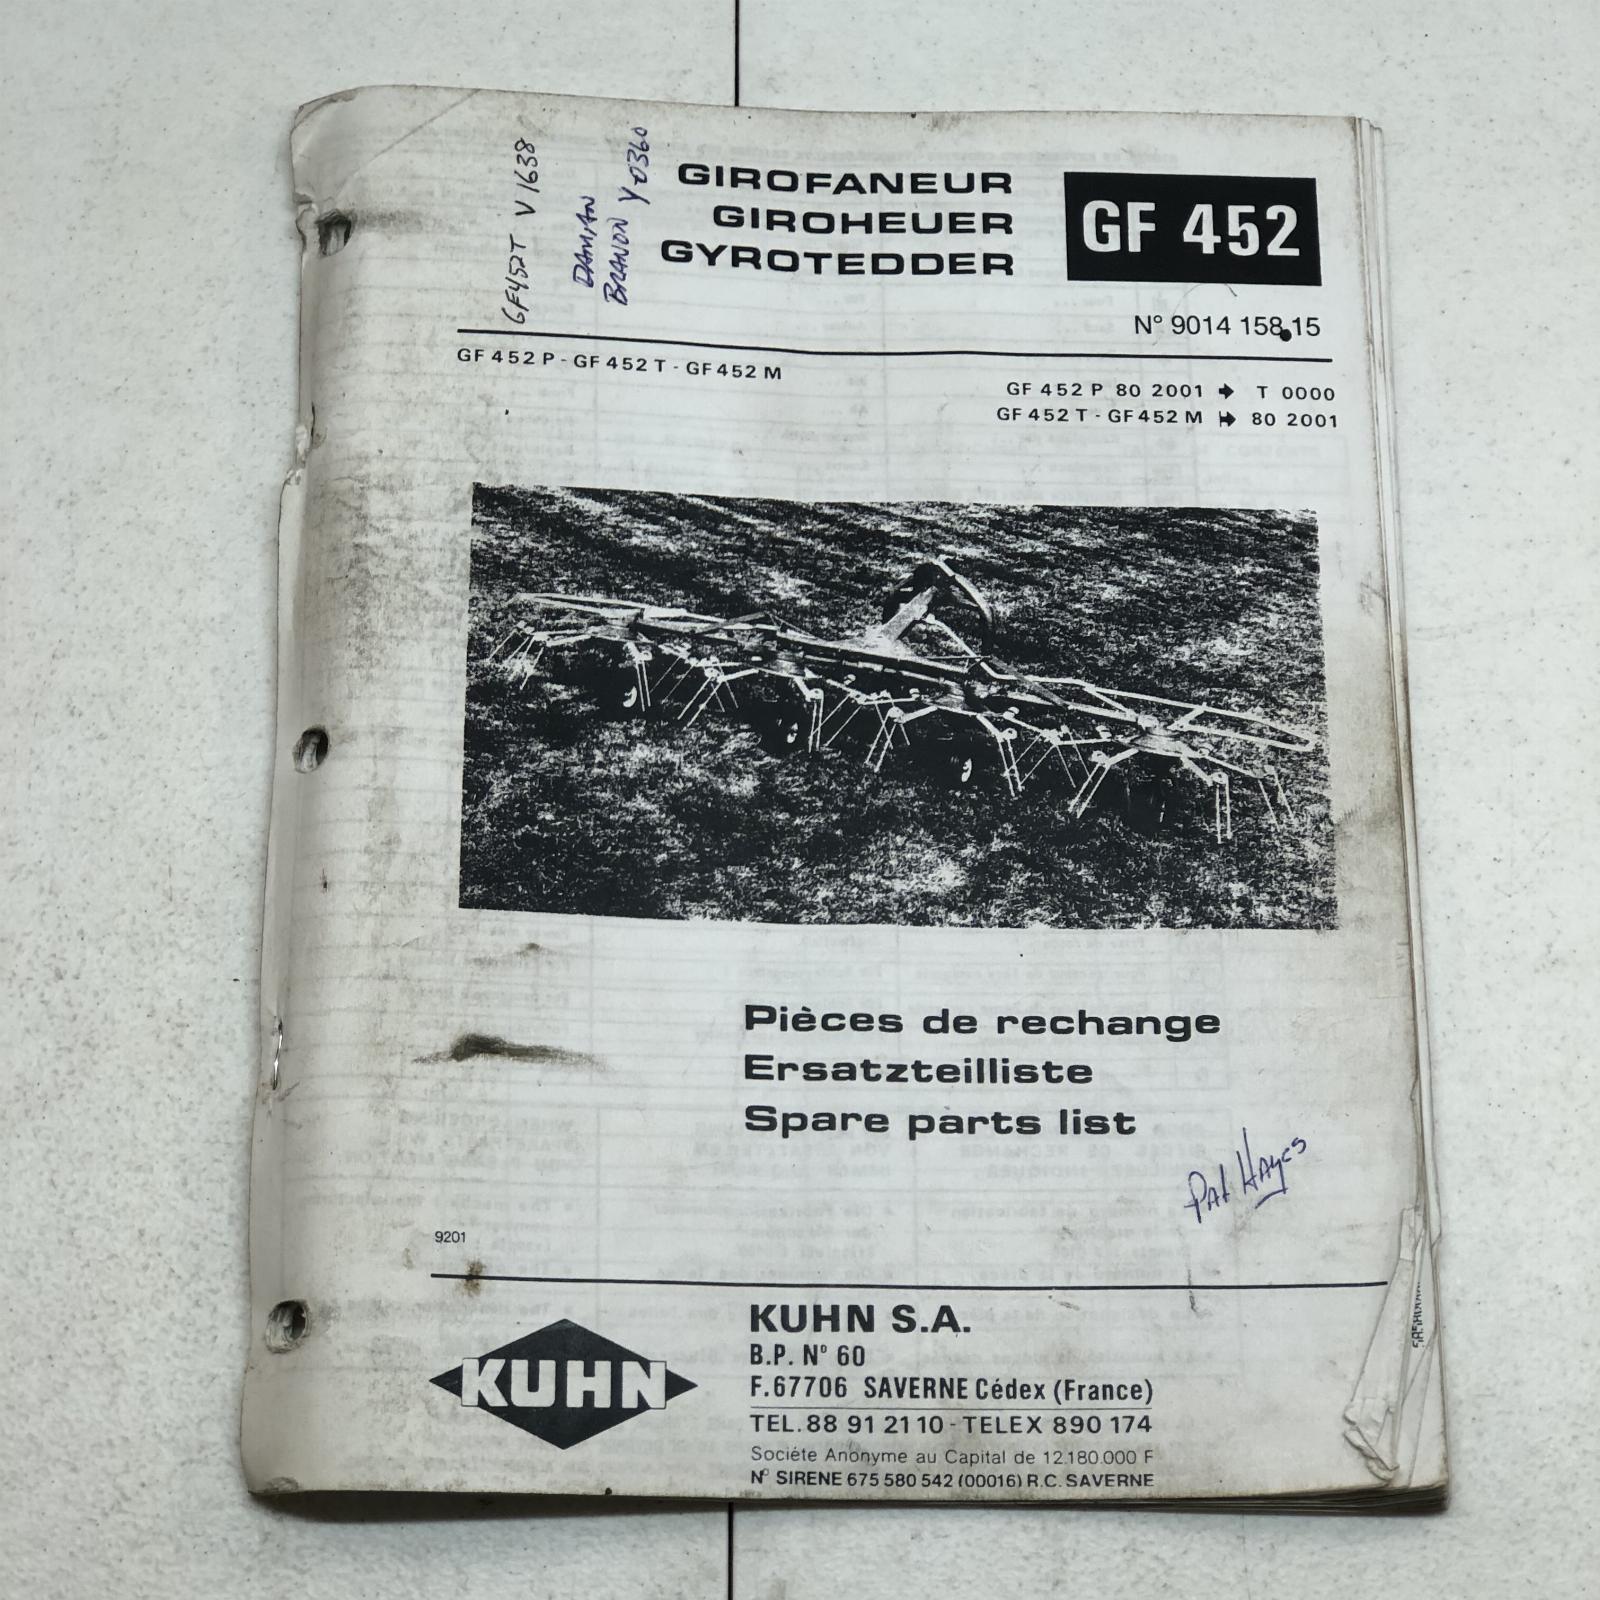 GF452T V 1638
DAMIAN
BRANON Y0360
GIROFANEUR
GIROHEUER
GYROTEDDER
GF 452
N° 9014 158.15
GF 452 P - GF 452 T - GF 452 M
GF 452 P 80 2001 → T 0000
GF 452 T - GF 452 M ↦ 80 2001
Pièces de rechange
Ersatzteilliste
Spare parts list
Pat Hayes
9201
KUHN
KUHN S.A.
B.P. N° 60
F.67706 SAVERNE Cédex (France)
TEL. 88 91 21 10 - TELEX 890 174
Société Anonyme au Capital de 12.180.000 F
N° SIRENE 675 580 542 (00016) R.C. SAVERNE